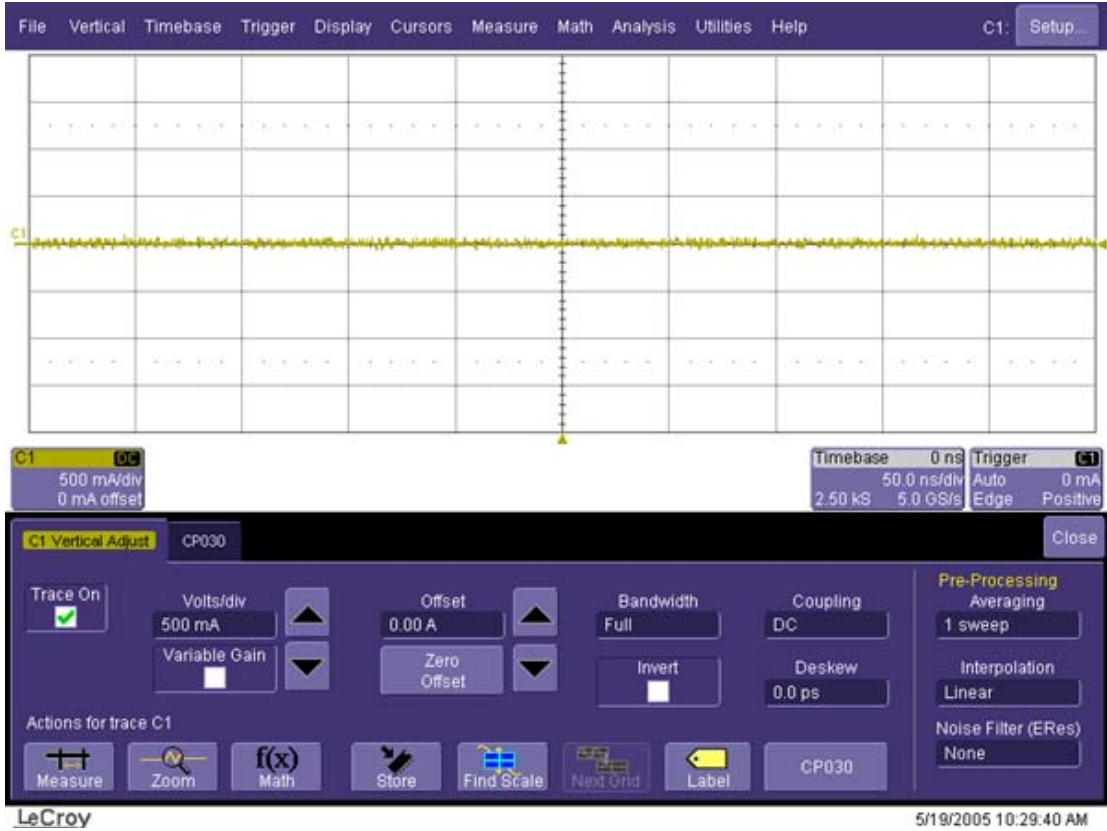 File Vertical Timebase Trigger Display Cursors Measure Math Analysis Utilities Help C1: Setup...
C1
C1 DC
500 mA/div
0 mA offset
Timebase 0 ns
50.0 ns/div
2.50 kS 5.0 GS/s
Trigger C1
Auto 0 mA
Edge Positive
C1 Vertical Adjust CP030 Close
Trace On
Volts/div
500 mA
Variable Gain
Offset
0.00 A
Zero
Offset
Bandwidth
Full
Invert
Coupling
DC
Deskew
0.0 ps
Pre-Processing
Averaging
1 sweep
Interpolation
Linear
Noise Filter (ERes)
None
Actions for trace C1
Measure
Zoom
f(x)
Math
Store
Find Scale
Next Grid
Label
CP030
LeCroy 5/19/2005 10:29:40 AM